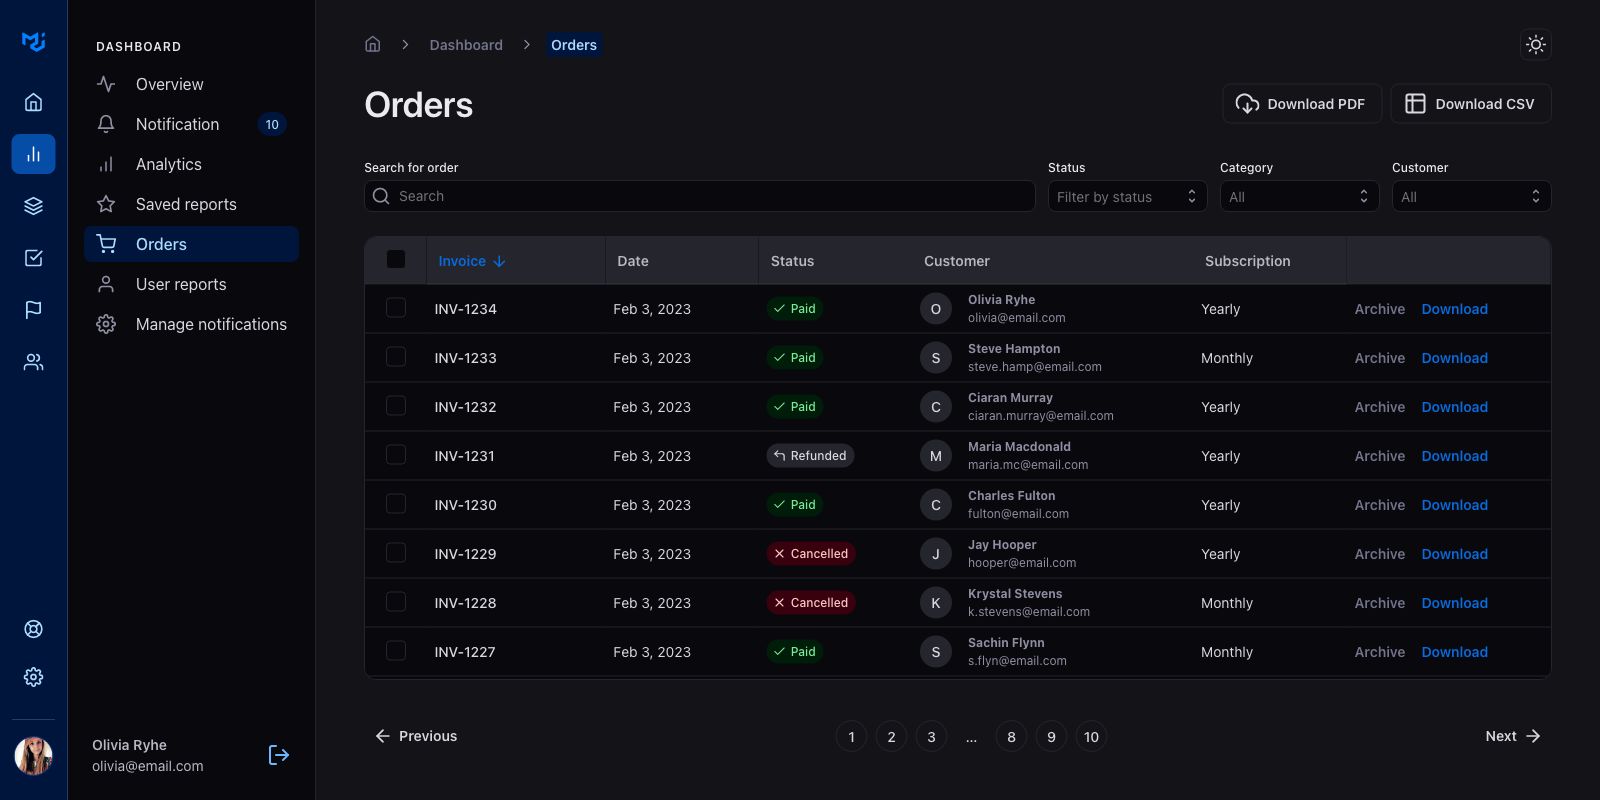 DASHBOARD
Overview
Notification 10
Analytics
Saved reports
Orders
User reports
Manage notifications
Olivia Ryhe
olivia@email.com
Dashboard Orders
Orders
Download PDF Download CSV
Search for order Status Category Customer
Search Filter by status All All
Invoice Date Status Customer Subscription
INV-1234 Feb 3, 2023 Paid O Olivia Ryhe olivia@email.com Yearly Archive Download
INV-1233 Feb 3, 2023 Paid S Steve Hampton steve.hamp@email.com Monthly Archive Download
INV-1232 Feb 3, 2023 Paid C Ciaran Murray ciaran.murray@email.com Yearly Archive Download
INV-1231 Feb 3, 2023 Refunded M Maria Macdonald maria.mc@email.com Yearly Archive Download
INV-1230 Feb 3, 2023 Paid C Charles Fulton fulton@email.com Yearly Archive Download
INV-1229 Feb 3, 2023 Cancelled J Jay Hooper hooper@email.com Yearly Archive Download
INV-1228 Feb 3, 2023 Cancelled K Krystal Stevens k.stevens@email.com Monthly Archive Download
INV-1227 Feb 3, 2023 Paid S Sachin Flynn s.flyn@email.com Monthly Archive Download
Previous 1 2 3 ... 8 9 10 Next